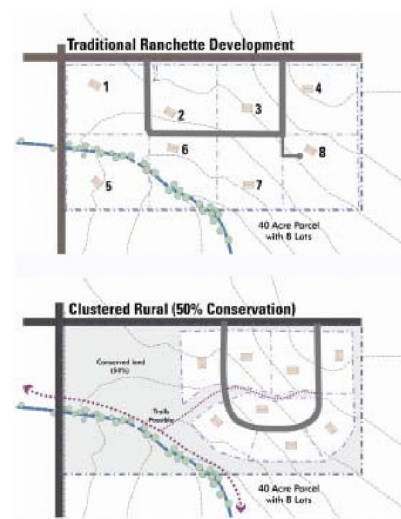 Traditional Ranchette Development
1
2
3
4
5
6
7
8
40 Acre Parcel
with 8 Lots
Clustered Rural (50% Conservation)
Conserved land
(50%)
Trails
Possible
40 Acre Parcel
with 8 Lots